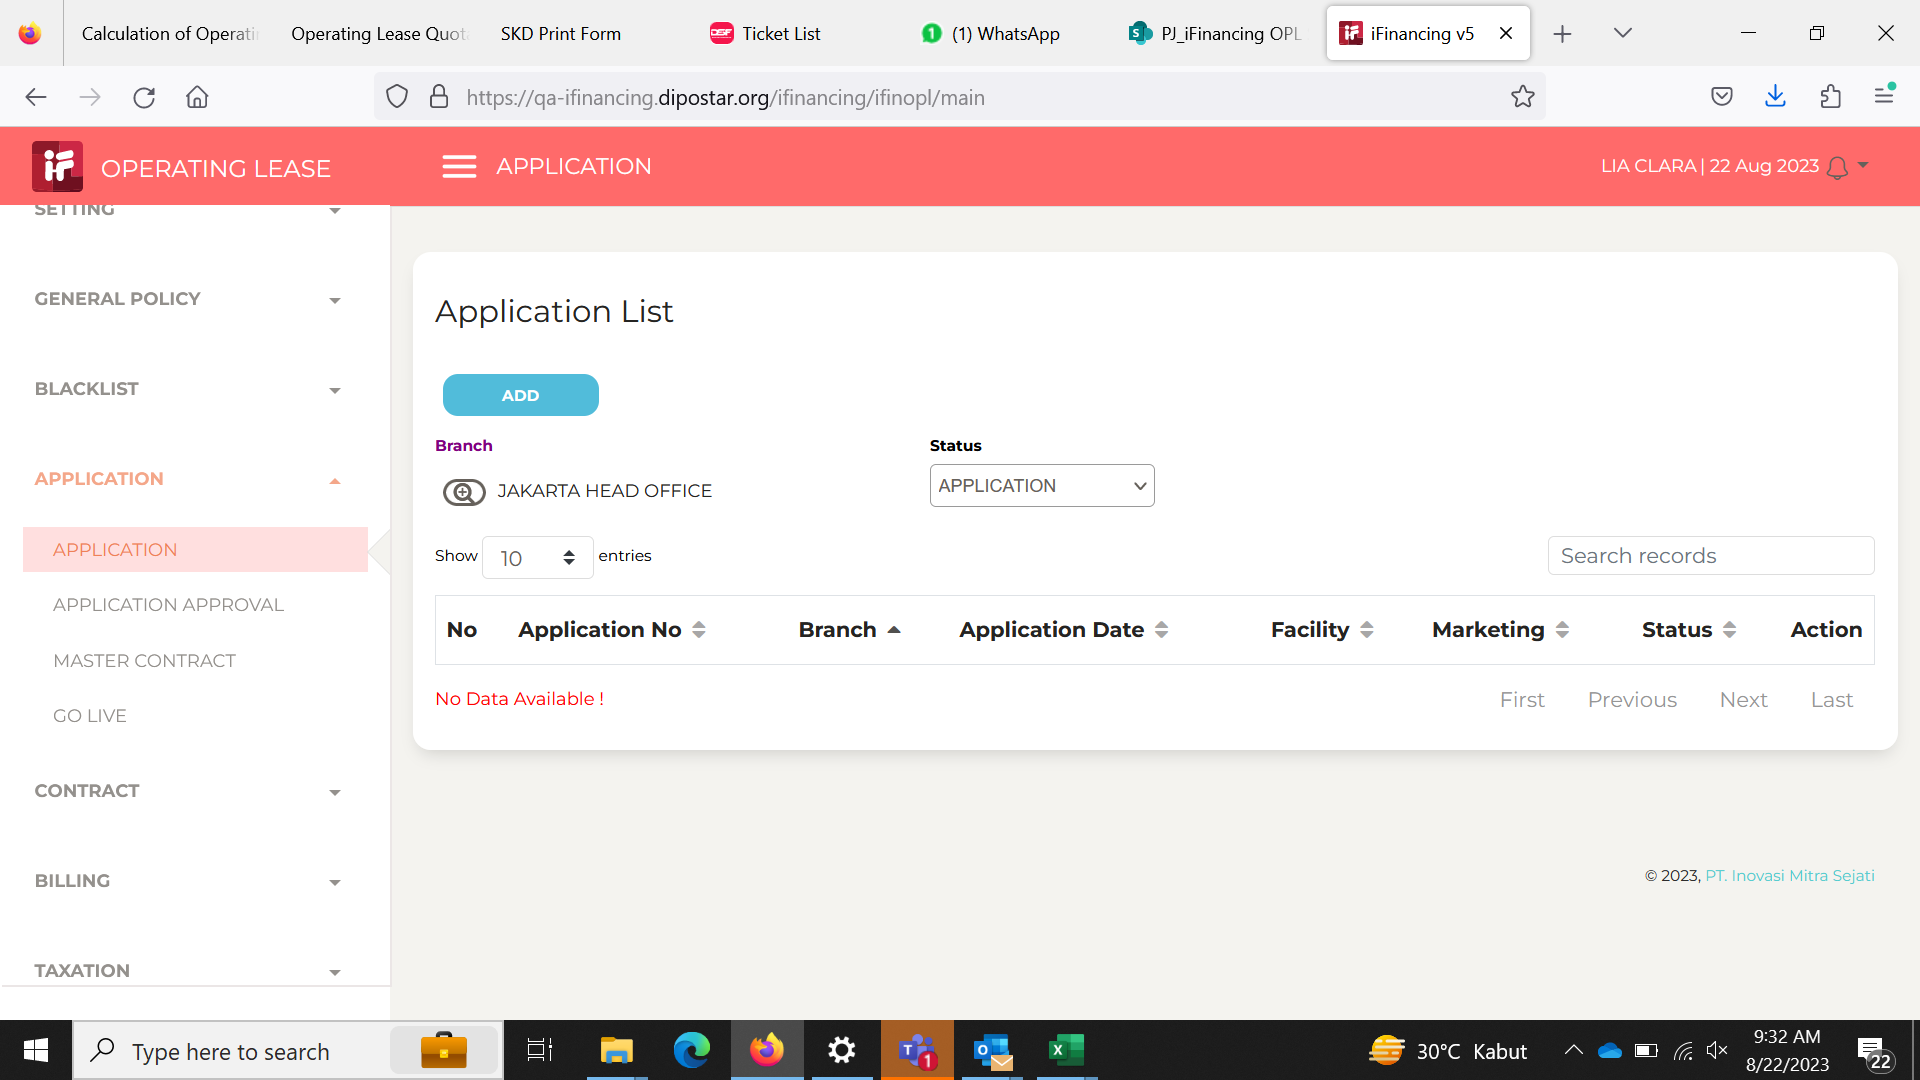 Calculation of Operati
Operating Lease Quot
SKD Print Form
Ticket List
(1) WhatsApp
PJ_iFinancing OPL
iFinancing v5
https://qa-ifinancing.dipostar.org/ifinancing/ifinopl/main
OPERATING LEASE
APPLICATION
LIA CLARA | 22 Aug 2023
SETTING
GENERAL POLICY
BLACKLIST
APPLICATION
APPLICATION
APPLICATION APPROVAL
MASTER CONTRACT
GO LIVE
CONTRACT
BILLING
TAXATION
Application List
ADD
Branch
JAKARTA HEAD OFFICE
Status
APPLICATION
Show 10 entries
Search records
No Application No Branch Application Date Facility Marketing Status Action
No Data Available !
First Previous Next Last
© 2023, PT. Inovasi Mitra Sejati
Type here to search
1
30°C Kabut
9:32 AM
8/22/2023
22